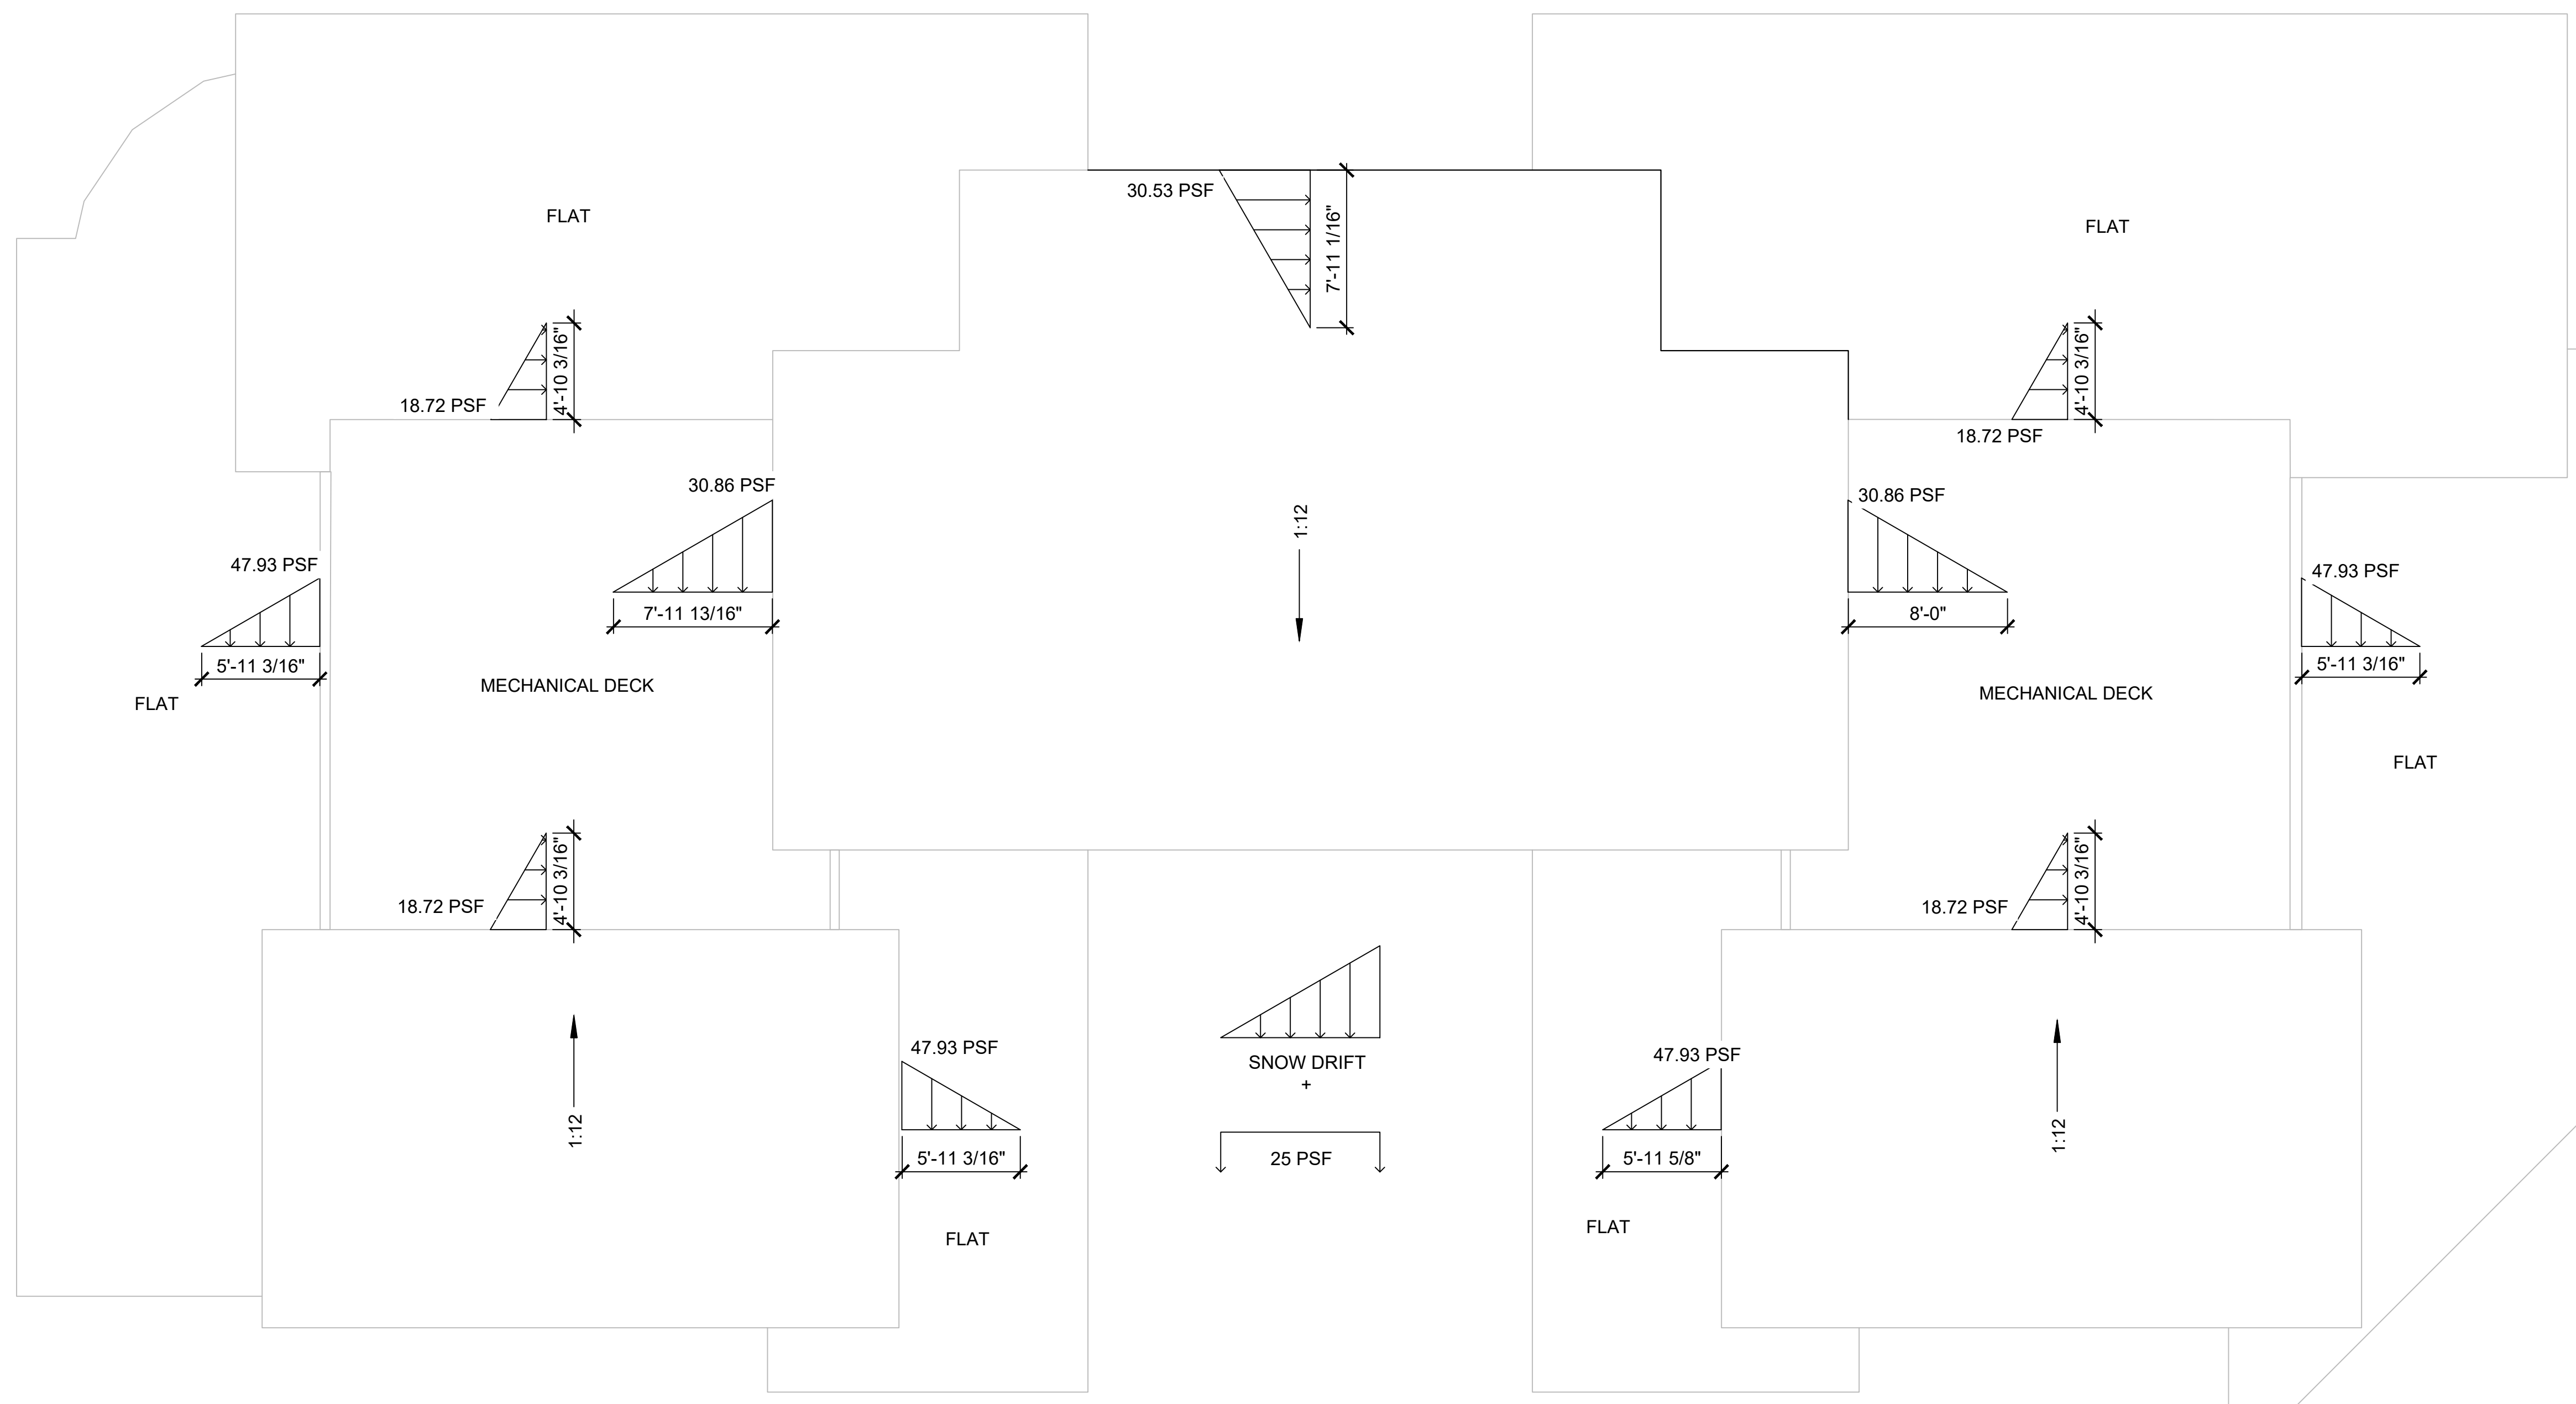 30.53 PSF
7'-11 1/16"
FLAT
FLAT
4'-10 3/16"
18.72 PSF
4'-10 3/16"
18.72 PSF
30.86 PSF
7'-11 13/16"
30.86 PSF
8'-0"
1:12
47.93 PSF
5'-11 3/16"
FLAT
47.93 PSF
5'-11 3/16"
FLAT
MECHANICAL DECK
MECHANICAL DECK
4'-10 3/16"
18.72 PSF
4'-10 3/16"
18.72 PSF
1:12
47.93 PSF
5'-11 3/16"
FLAT
SNOW DRIFT
+
25 PSF
47.93 PSF
5'-11 5/8"
FLAT
1:12